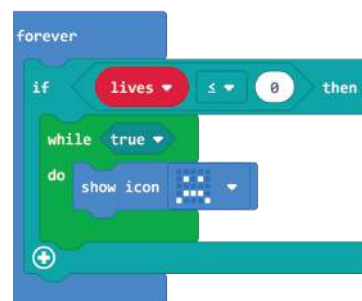 forever
if lives ≤ 0 then
while true
do show icon